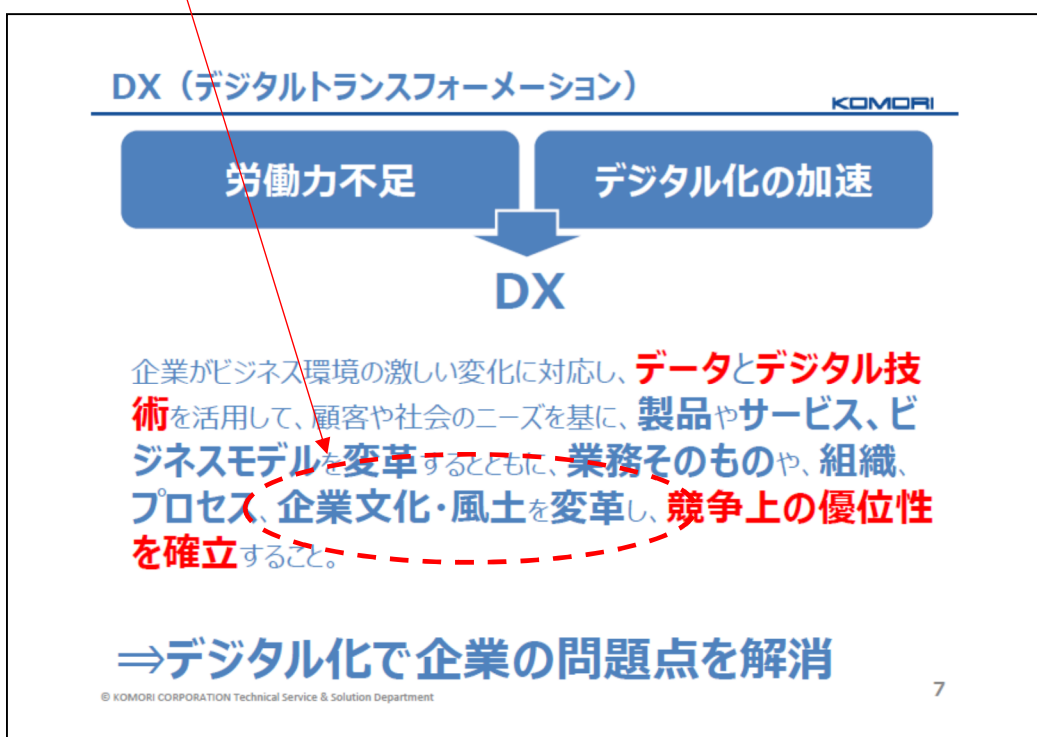 DX（デジタルトランスフォーメーション）
KOMORI
労働力不足
デジタル化の加速
DX
企業がビジネス環境の激しい変化に対応し、データとデジタル技
術を活用して、顧客や社会のニーズを基に、製品やサービス、ビ
ジネスモデルを変革するとともに、業務そのものや、組織、
プロセス、企業文化・風土を変革し、競争上の優位性
を確立すること。
⇒デジタル化で企業の問題点を解消
© KOMORI CORPORATION Technical Service & Solution Department
7